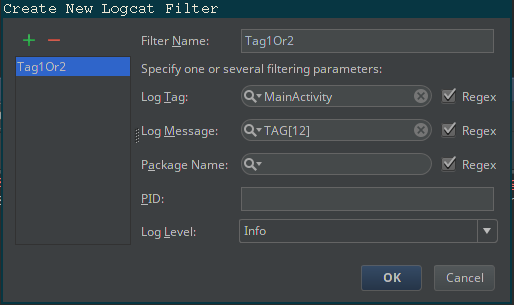 Create New Logcat Filter
Filter Name: Tag1Or2
Tag1Or2
Specify one or several filtering parameters:
Log Tag: MainActivity Regex
Log Message: TAG[12] Regex
Package Name: Regex
PID:
Log Level: Info
OK Cancel